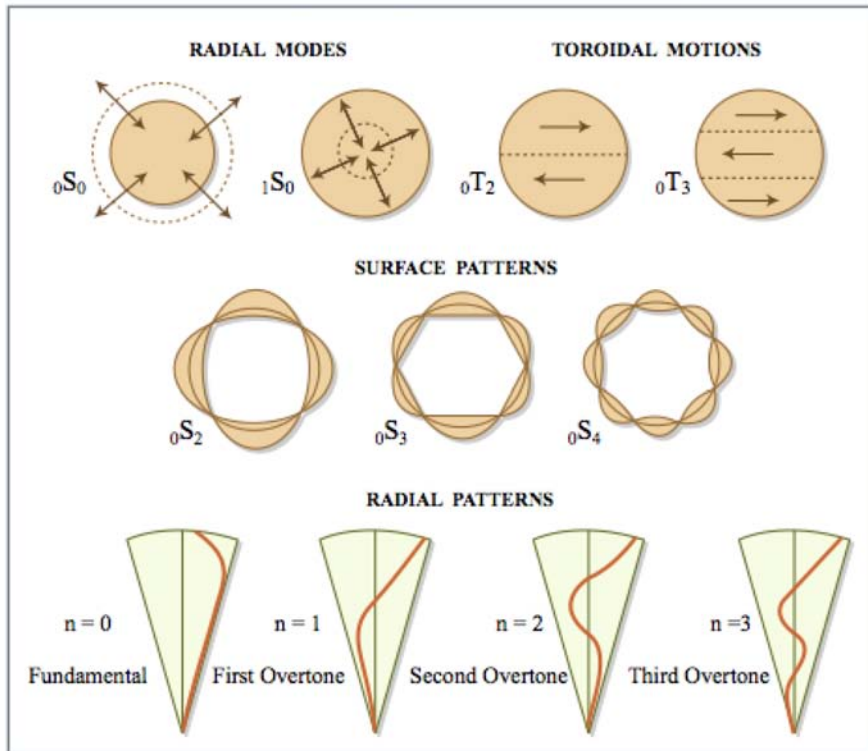 RADIAL MODES
TOROIDAL MOTIONS
₀S₀
₁S₀
₀T₂
₀T₃
SURFACE PATTERNS
₀S₂
₀S₃
₀S₄
RADIAL PATTERNS
n = 0
n = 1
n = 2
n =3
Fundamental
First Overtone
Second Overtone
Third Overtone